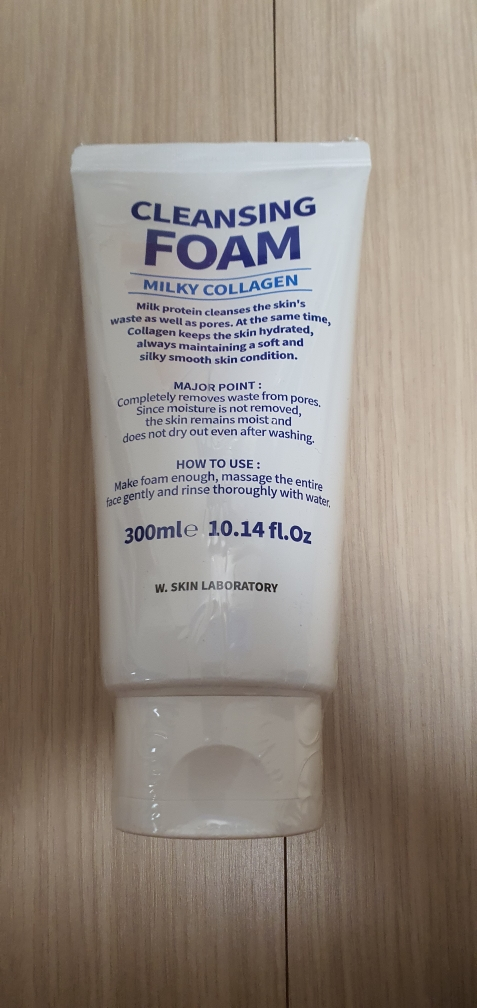 CLEANSING
FOAM
MILKY COLLAGEN
Milk protein cleanses the skin's
waste as well as pores. At the same time,
Collagen keeps the skin hydrated,
always maintaining a soft and
silky smooth skin condition.
MAJOR POINT :
Completely removes waste from pores.
Since moisture is not removed,
the skin remains moist and
does not dry out even after washing.
HOW TO USE :
Make foam enough, massage the entire
face gently and rinse thoroughly with water.
300ml℮ 10.14 fl.Oz
W. SKIN LABORATORY